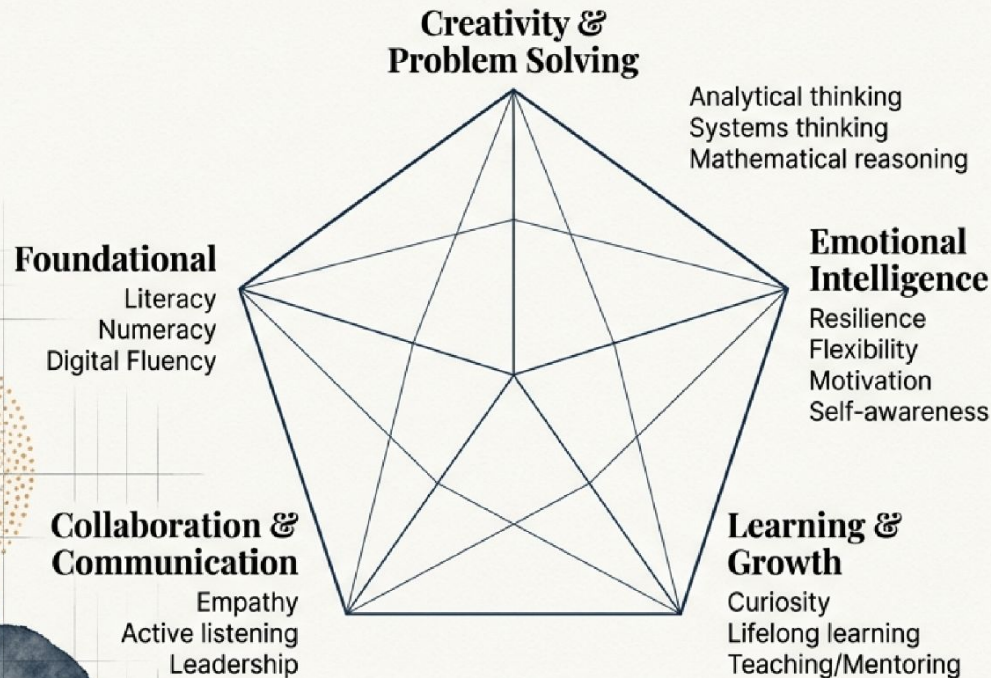 Creativity &
Problem Solving
Analytical thinking
Systems thinking
Mathematical reasoning
Foundational
Literacy
Numeracy
Digital Fluency
Emotional
Intelligence
Resilience
Flexibility
Motivation
Self-awareness
Collaboration &
Communication
Empathy
Active listening
Leadership
Learning &
Growth
Curiosity
Lifelong learning
Teaching/Mentoring